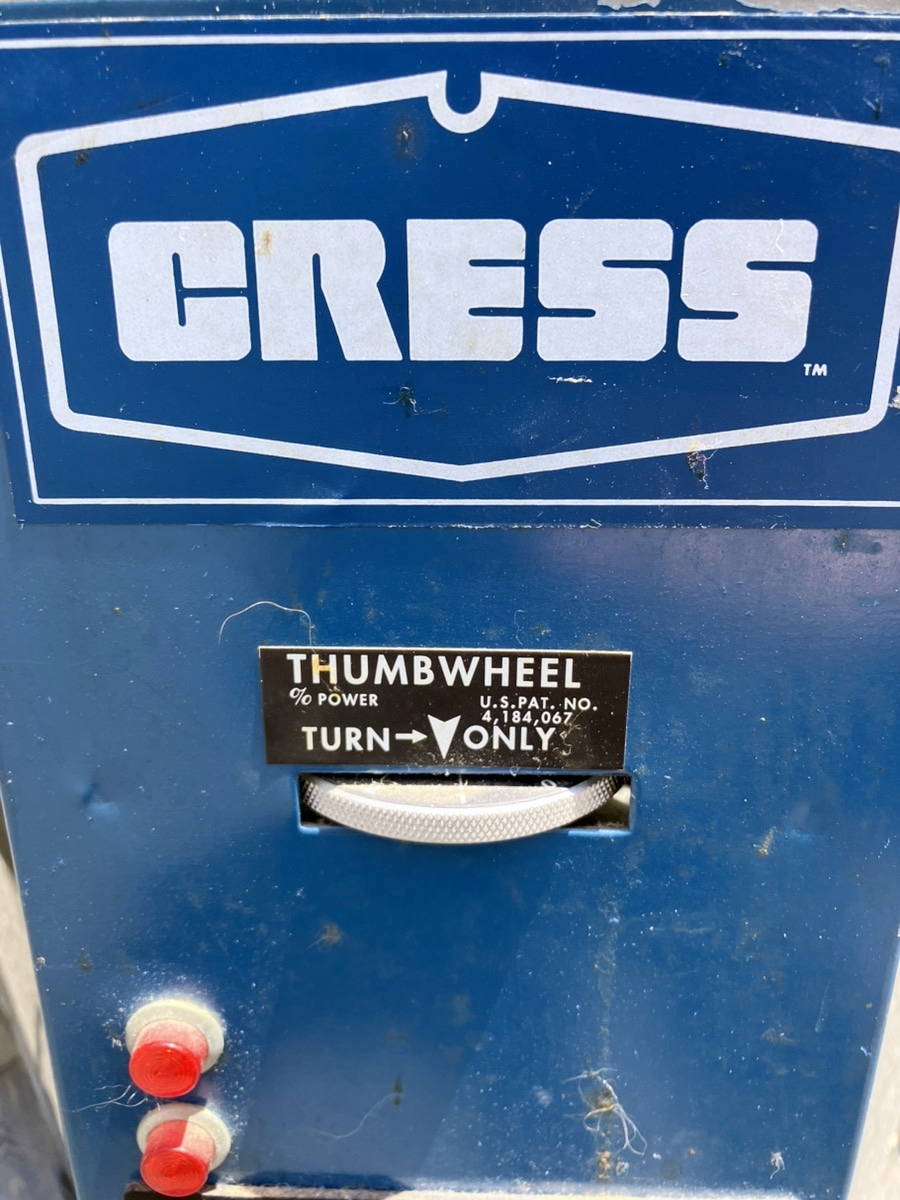 CRESS
TM
THUMBWHEEL
% POWER U.S.PAT. NO.
4,184,067
TURN→ ONLY